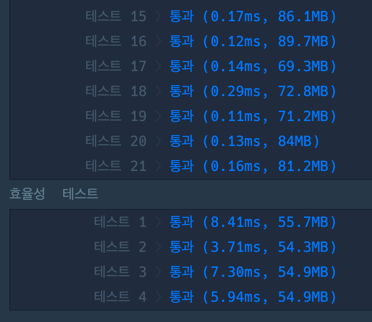 테스트 15 〉 통과 (0.17ms, 86.1MB)
테스트 16 〉 통과 (0.12ms, 89.7MB)
테스트 17 〉 통과 (0.14ms, 69.3MB)
테스트 18 〉 통과 (0.29ms, 72.8MB)
테스트 19 〉 통과 (0.11ms, 71.2MB)
테스트 20 〉 통과 (0.13ms, 84MB)
테스트 21 〉 통과 (0.16ms, 81.2MB)
효율성 테스트
테스트 1 〉 통과 (8.41ms, 55.7MB)
테스트 2 〉 통과 (3.71ms, 54.3MB)
테스트 3 〉 통과 (7.30ms, 54.9MB)
테스트 4 〉 통과 (5.94ms, 54.9MB)